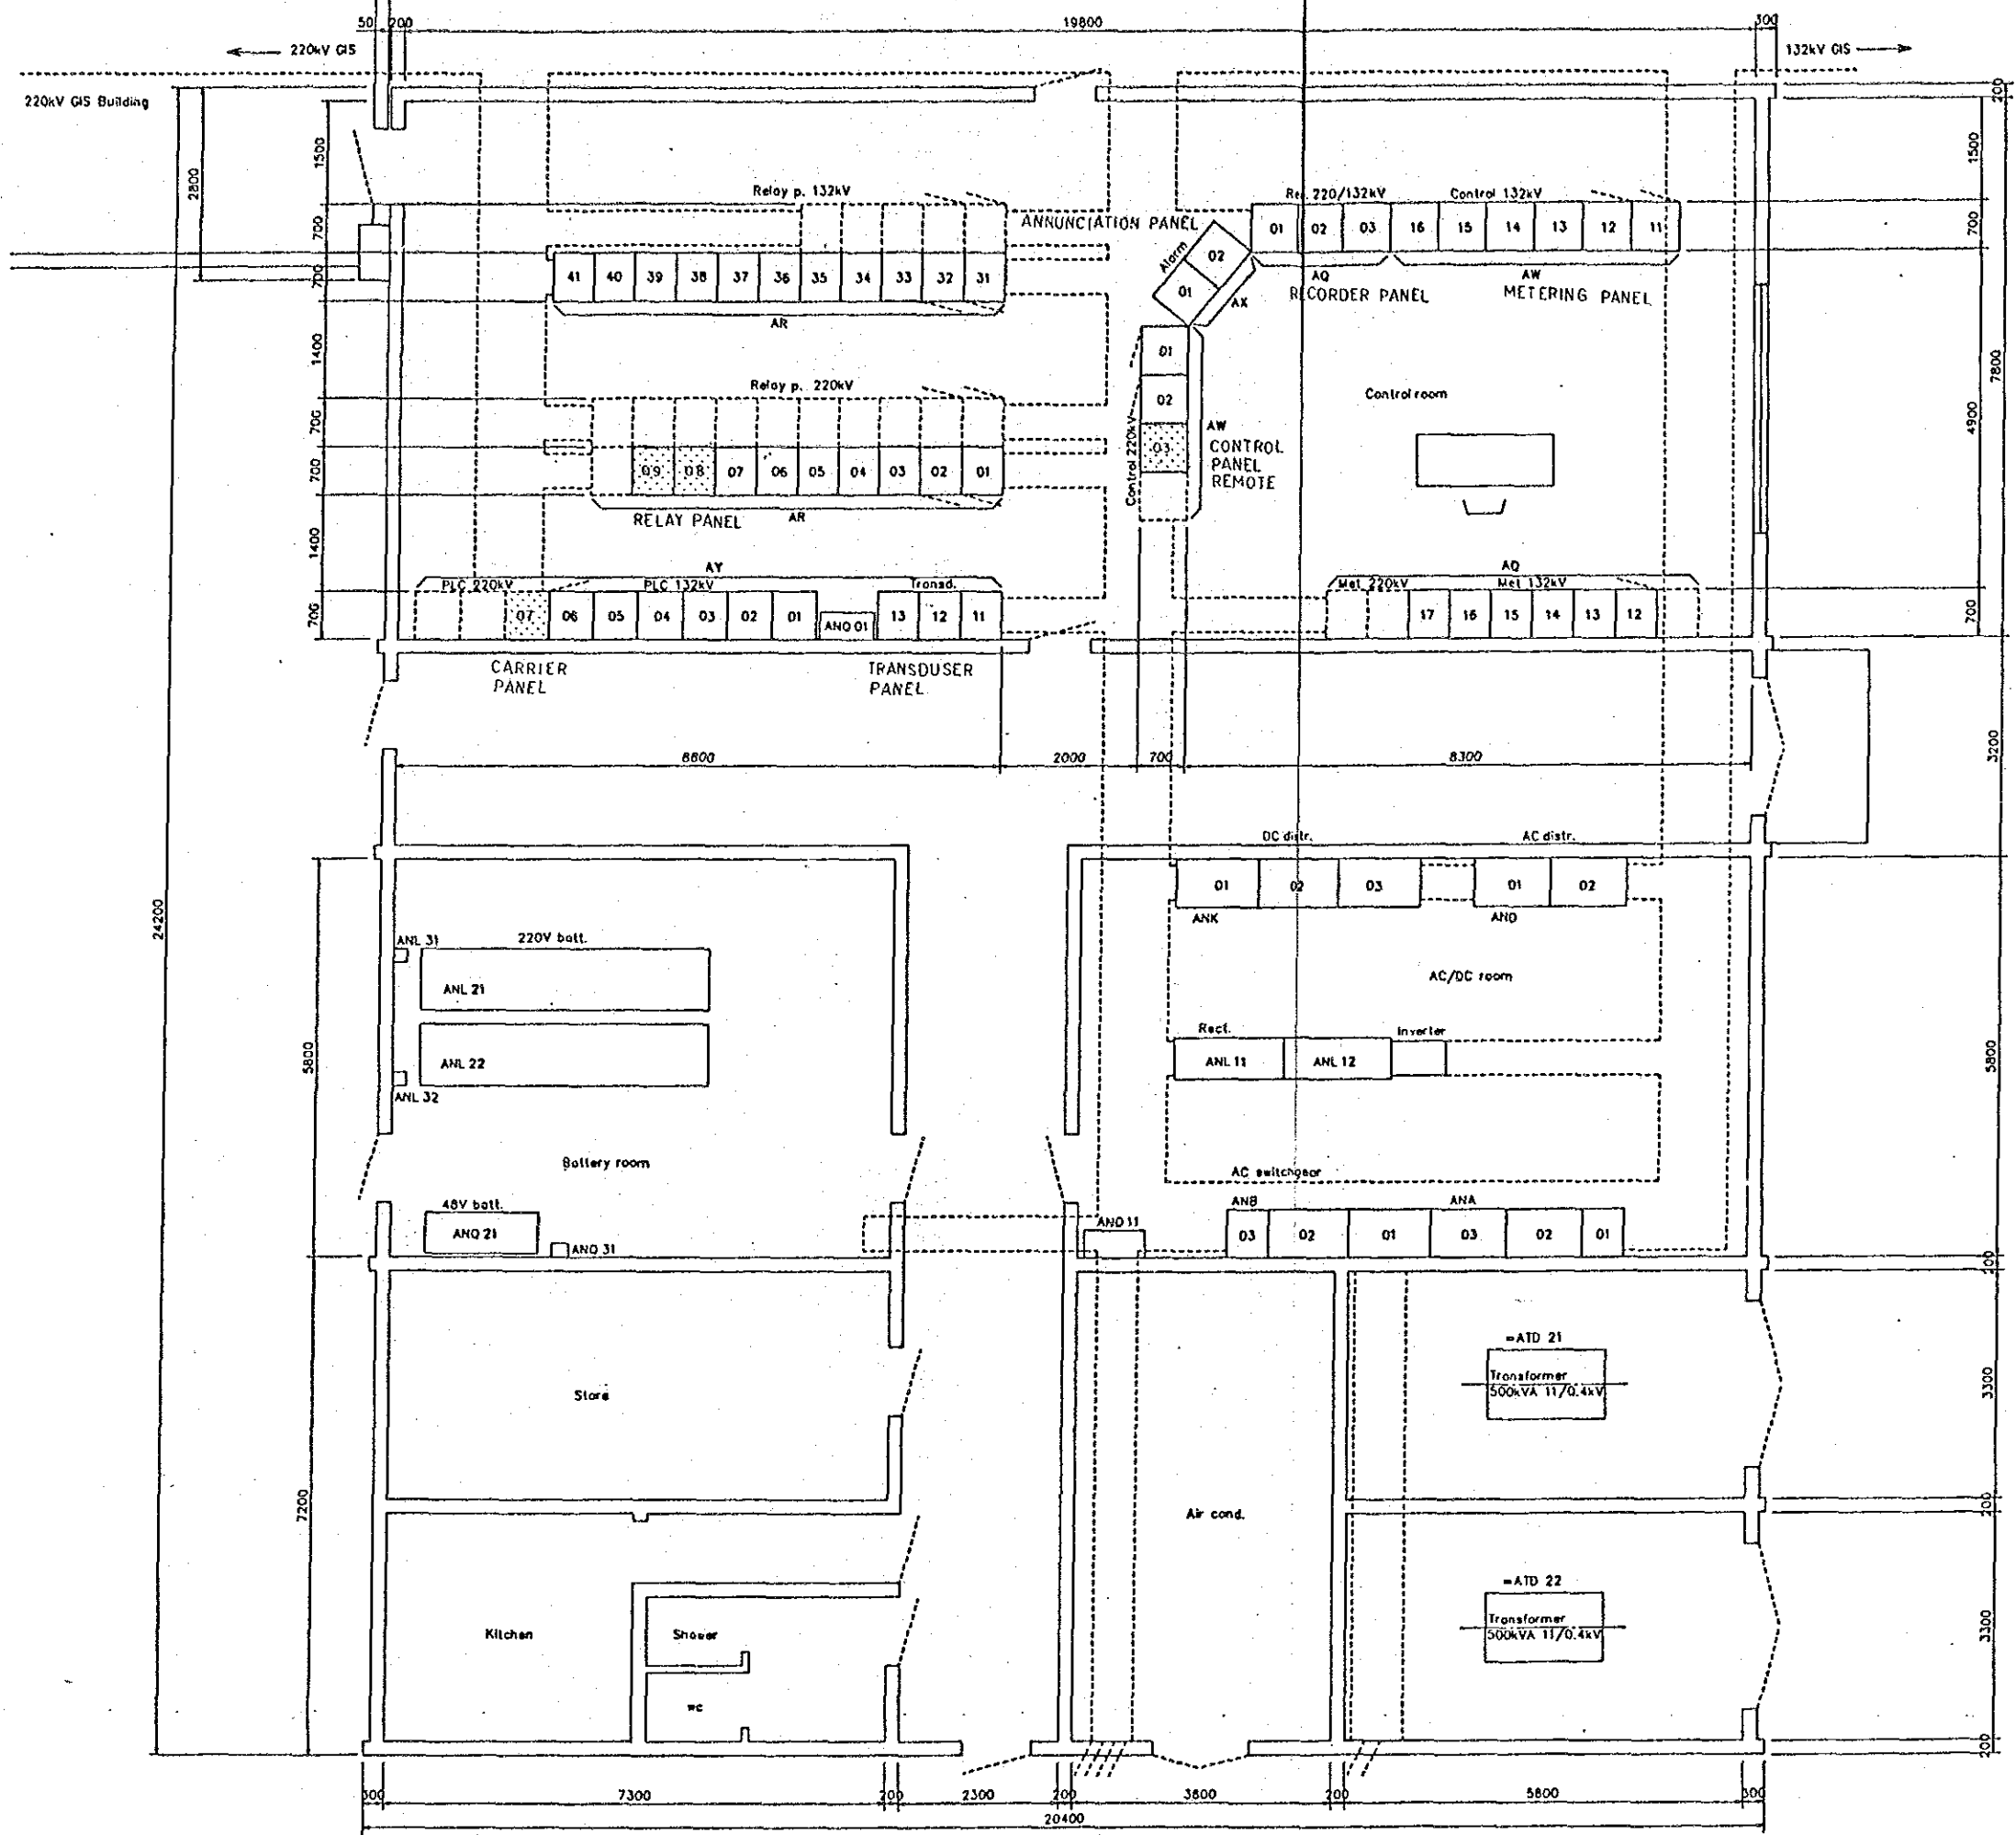 50 200 19800 300
220kV GIS
132kV GIS
220kV GIS Building
200
1500
2800
1500
Relay p. 132kV
Rec. 220/132kV
Control 132kV
ANNUNCIATION PANEL
700
01 02 03 16 15 14 13 12 11
700
Alarm
02
01
AX
AQ
AW
RECORDER PANEL
METERING PANEL
700
41 40 39 38 37 36 35 34 33 32 31
AR
1400
7800
01
02
03
Control 220kV
AW
CONTROL
PANEL
REMOTE
Control room
4900
Relay p. 220kV
700
700
09 08 07 06 05 04 03 02 01
RELAY PANEL
AR
1400
AY
PLC 220kV
PLC 132kV
Transd.
700
07 06 05 04 03 02 01
ANQ 01
13 12 11
AQ
Met 220kV
Met 132kV
17 16 15 14 13 12
700
CARRIER
PANEL
TRANSDUSER
PANEL
8800
2000
700
8300
3200
DC distr.
AC distr.
01 02 03
01 02
ANK
AND
24200
ANL 31
220V batt.
ANL 21
ANL 22
ANL 32
5800
AC/DC room
Rect.
Inverter
ANL 11
ANL 12
5800
Battery room
AC switchgear
48V batt.
ANQ 21
ANQ 31
ANQ 11
ANB
ANA
03 02 01 03 02 01
200
=ATD 21
Transformer
500kVA 11/0.4kV
3300
Store
7200
Air cond.
200
=ATD 22
Transformer
500kVA 11/0.4kV
3300
Kitchen
Shower
WC
200
300 7300 200 2300 200 3800 200 5800 300
20400